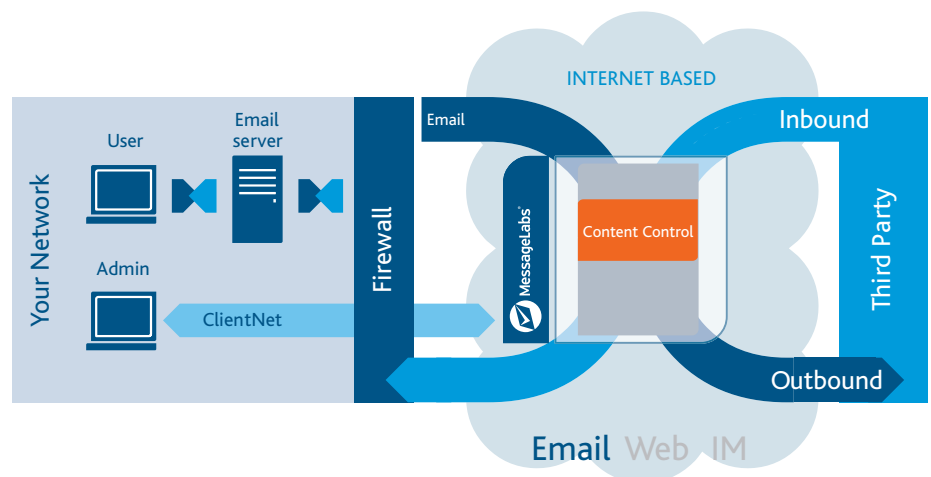 INTERNET BASED
Your Network
User
Email
server
Admin
ClientNet
Firewall
Email
MessageLabs®
Content Control
Inbound
Third Party
Outbound
Email Web IM